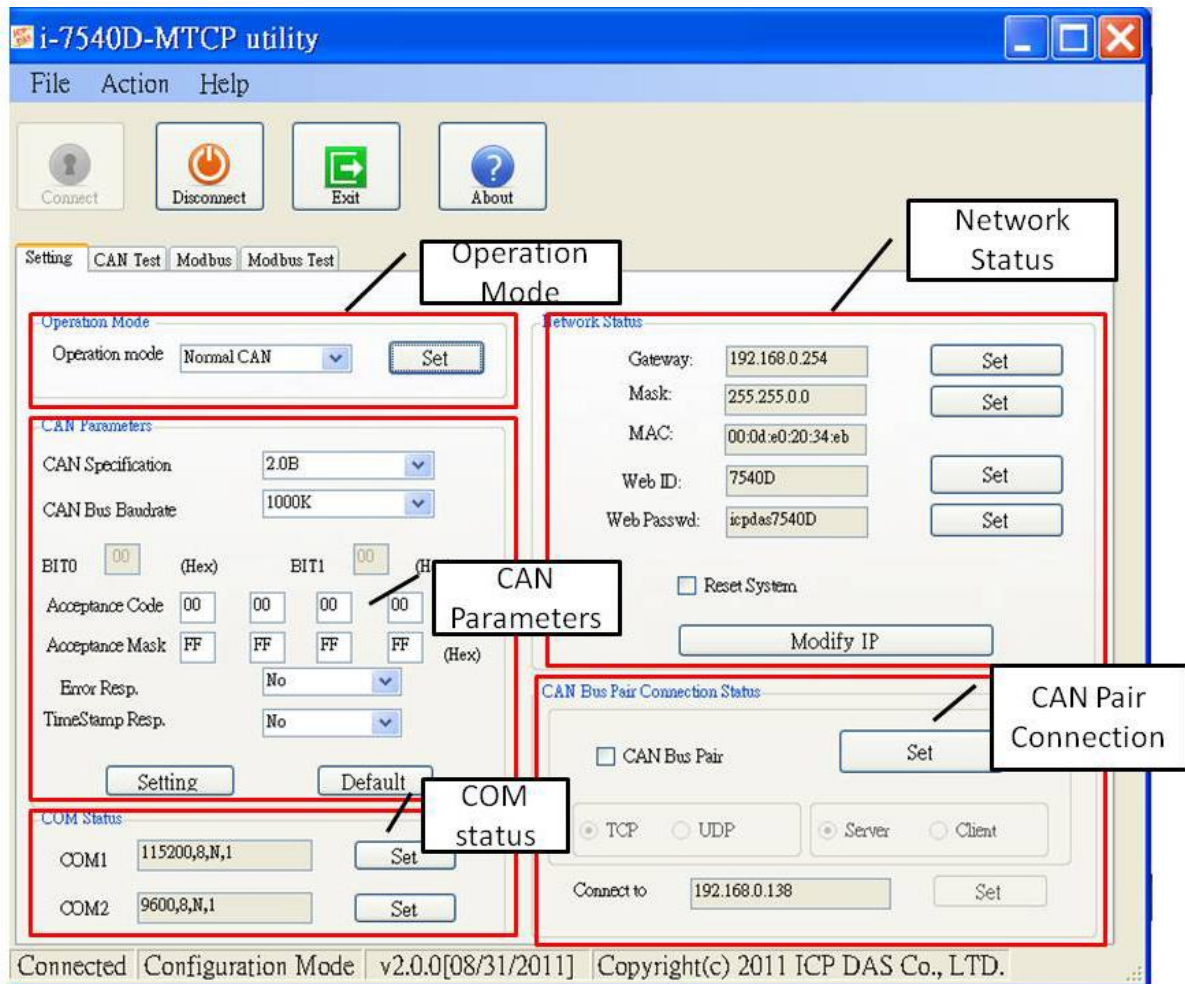 i-7540D-MTCP utility
File Action Help
Connect
Disconnect
Exit
About
Setting
CAN Test
Modbus
Modbus Test
Operation
Mode
Network
Status
Operation Mode
Operation mode
Normal CAN
Set
CAN Parameters
CAN Specification
2.0B
CAN Bus Baudrate
1000K
BIT0
00
(Hex)
BIT1
00
Acceptance Code
00
00
00
00
Acceptance Mask
FF
FF
FF
FF
(Hex)
CAN
Parameters
Error Resp.
No
TimeStamp Resp.
No
Setting
Default
COM Status
COM1
115200,8,N,1
Set
COM2
9600,8,N,1
Set
COM
status
Network Status
Gateway:
192.168.0.254
Set
Mask:
255.255.0.0
Set
MAC:
00:0d:e0:20:34:eb
Web ID:
7540D
Set
Web Passwd:
icpdas7540D
Set
Reset System
Modify IP
CAN Bus Pair Connection Status
CAN Pair
Connection
CAN Bus Pair
Set
TCP
UDP
Server
Client
Connect to
192.168.0.138
Set
Connected
Configuration Mode
v2.0.0[08/31/2011]
Copyright(c) 2011 ICP DAS Co., LTD.